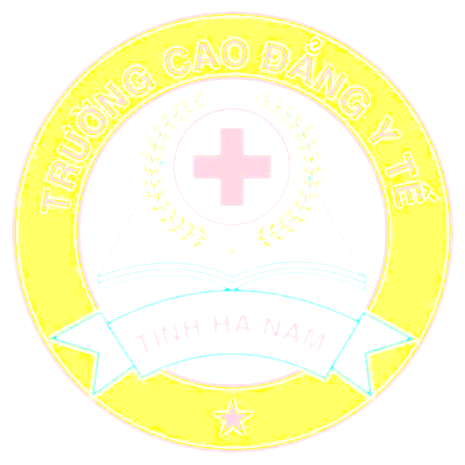 TRƯỜNG CAO ĐẲNG Y TẾ
TỈNH HÀ NAM